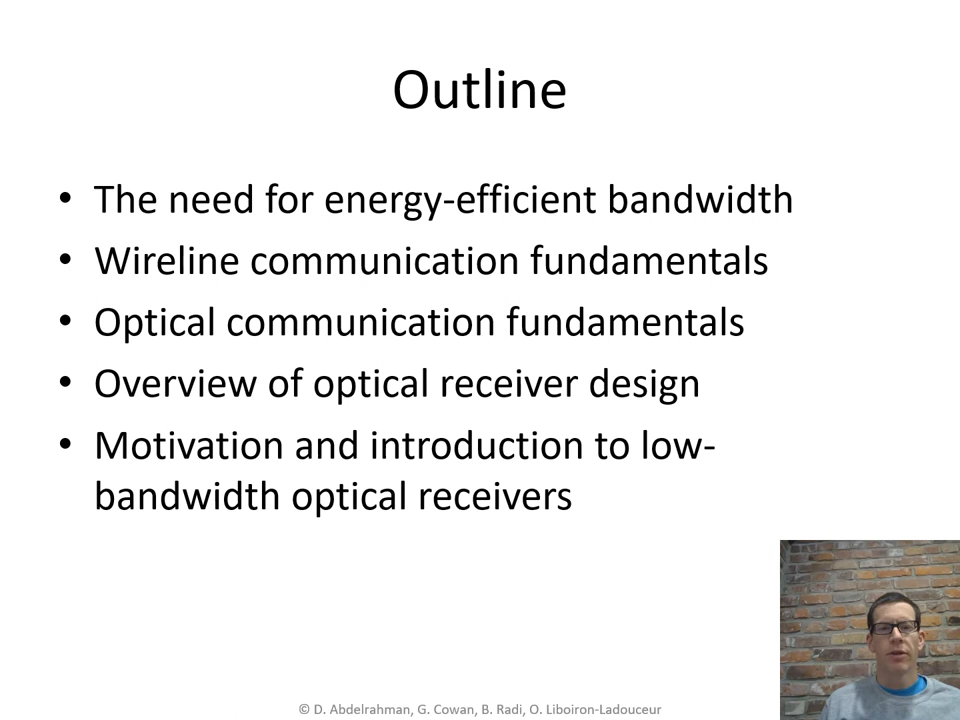 Outline
• The need for energy-efficient bandwidth
• Wireline communication fundamentals
• Optical communication fundamentals
• Overview of optical receiver design
• Motivation and introduction to low-
bandwidth optical receivers
© D. Abdelrahman, G. Cowan, B. Radi, O. Liboiron-Ladouceur